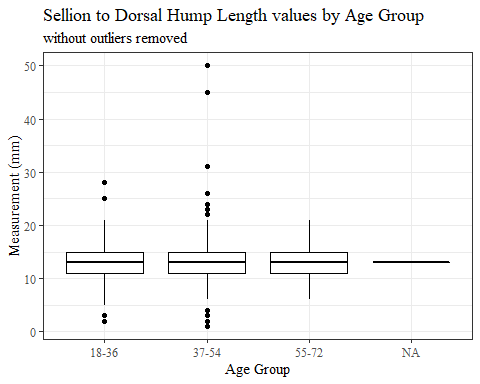 Sellion to Dorsal Hump Length values by Age Group
without outliers removed
50
40
30
20
10
0
Measurement (mm)
18-36 37-54 55-72 NA
Age Group